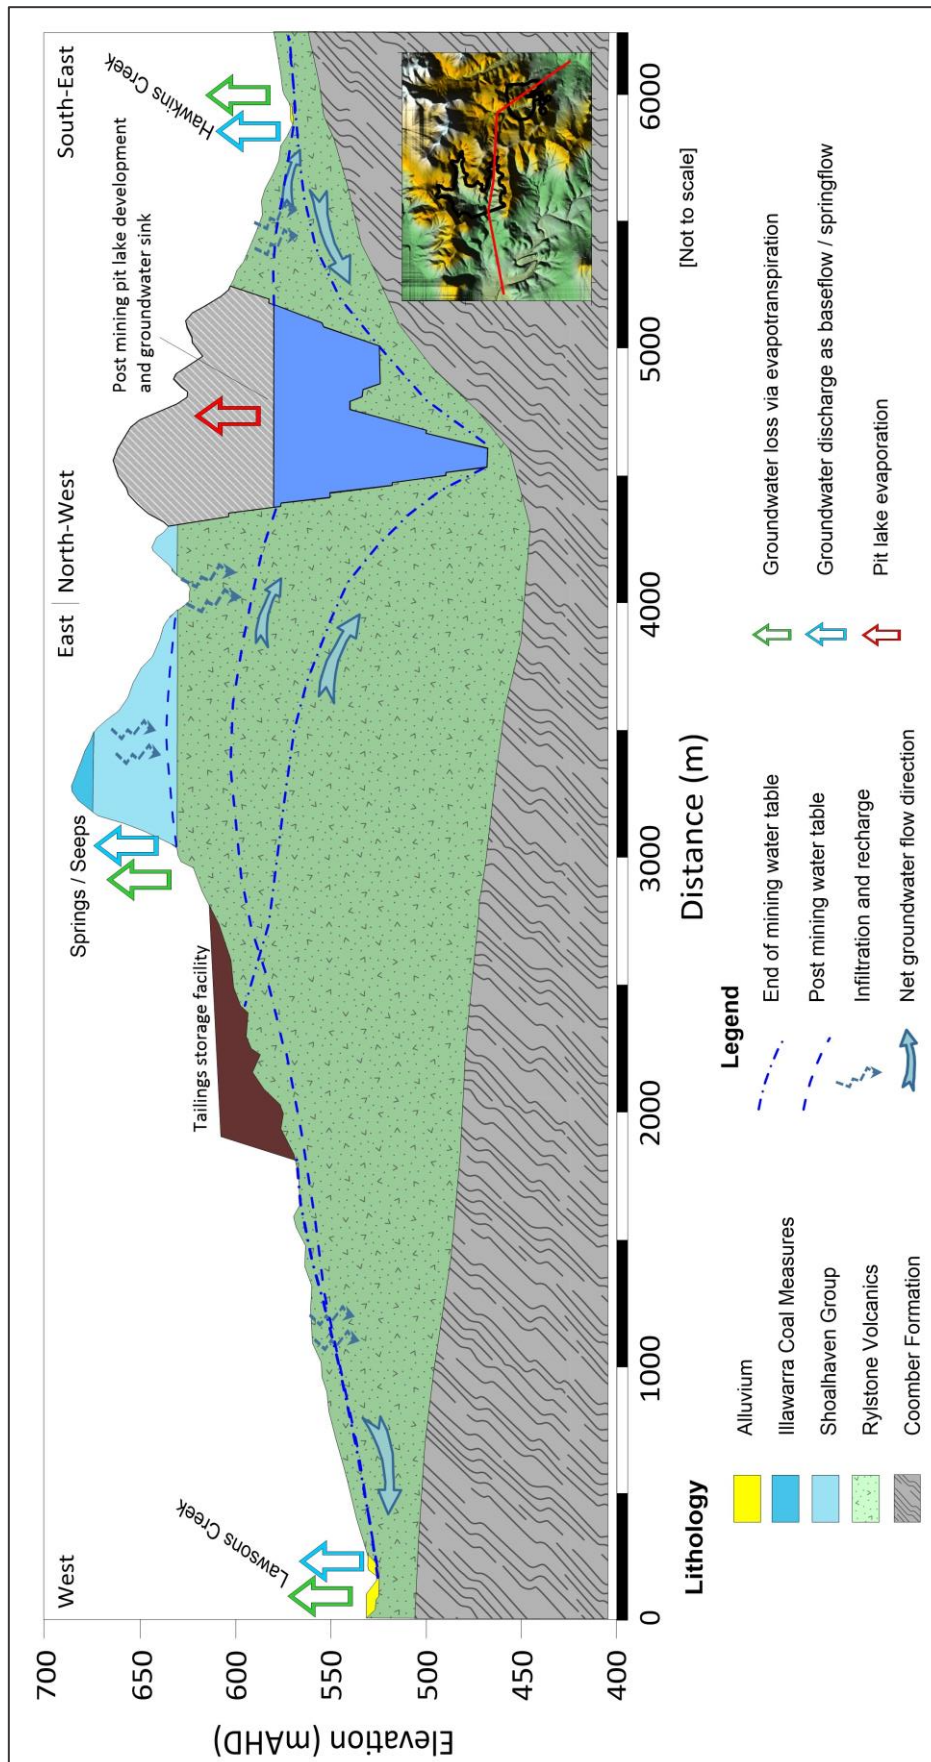 West
East
North-West
South-East
Lawsons Creek
Springs / Seeps
Hawkins Creek
Tailings storage facility
Post mining pit lake development
and groundwater sink
Elevation (mAHD)
700
650
600
550
500
450
400
0
1000
2000
3000
4000
5000
6000
Distance (m)
[Not to scale]
Lithology
Alluvium
Illawarra Coal Measures
Shoalhaven Group
Rylstone Volcanics
Coomber Formation
Legend
End of mining water table
Post mining water table
Infiltration and recharge
Net groundwater flow direction
Groundwater loss via evapotranspiration
Groundwater discharge as baseflow / springflow
Pit lake evaporation